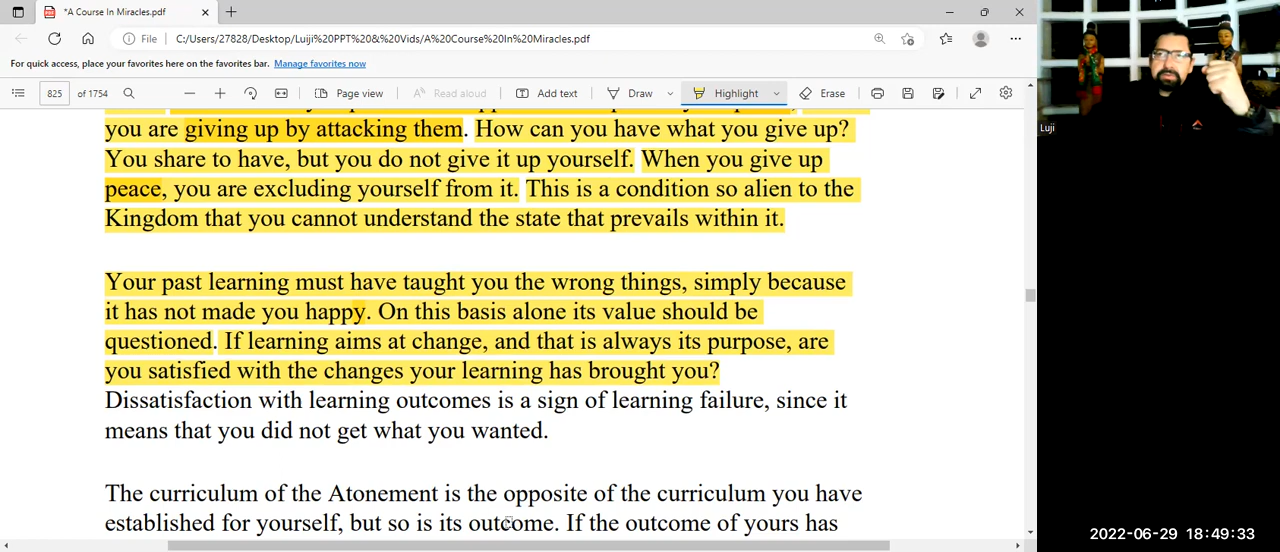 *A Course In Miracles.pdf
File
C:/Users/27828/Desktop/Luiji%20PPT%20&%20Vids/A%20Course%20In%20Miracles.pdf
For quick access, place your favorites here on the favorites bar. Manage favorites now
825 of 1754
Page view
Read aloud
Add text
Draw
Highlight
Erase
you are giving up by attacking them. How can you have what you give up?
You share to have, but you do not give it up yourself. When you give up
peace, you are excluding yourself from it. This is a condition so alien to the
Kingdom that you cannot understand the state that prevails within it.
Your past learning must have taught you the wrong things, simply because
it has not made you happy. On this basis alone its value should be
questioned. If learning aims at change, and that is always its purpose, are
you satisfied with the changes your learning has brought you?
Dissatisfaction with learning outcomes is a sign of learning failure, since it
means that you did not get what you wanted.
The curriculum of the Atonement is the opposite of the curriculum you have
established for yourself, but so is its outcome. If the outcome of yours has
Luji
2022-06-29 18:49:33